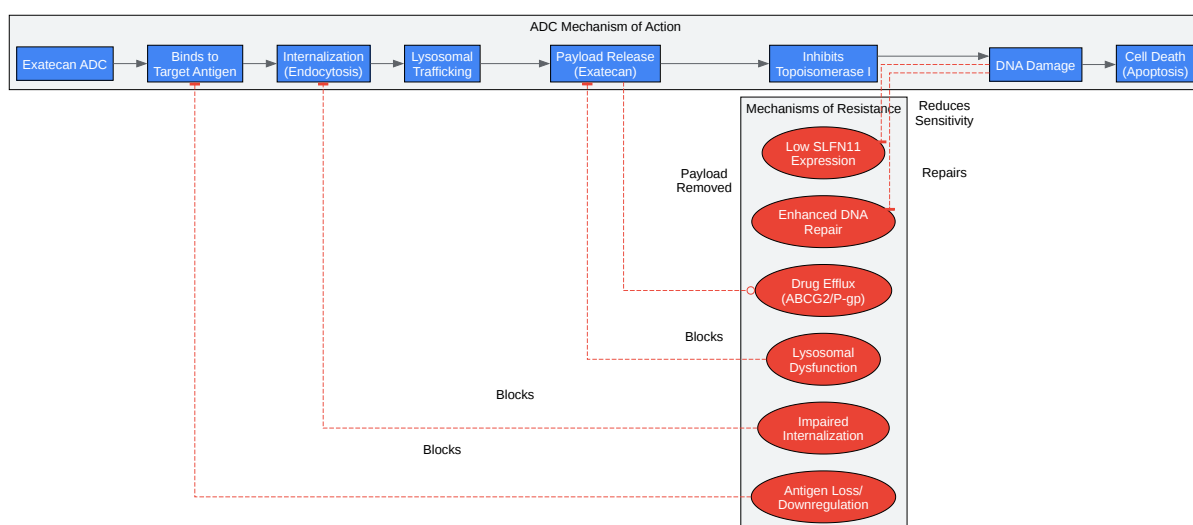 ADC Mechanism of Action
Exatecan ADC
Binds to
Target Antigen
Internalization
(Endocytosis)
Lysosomal
Trafficking
Payload Release
(Exatecan)
Inhibits
Topoisomerase I
DNA Damage
Cell Death
(Apoptosis)
Mechanisms of Resistance
Reduces
Sensitivity
Low SLFN11
Expression
Payload
Removed
Repairs
Enhanced DNA
Repair
Drug Efflux
(ABCG2/P-gp)
Blocks
Lysosomal
Dysfunction
Blocks
Impaired
Internalization
Blocks
Antigen Loss/
Downregulation